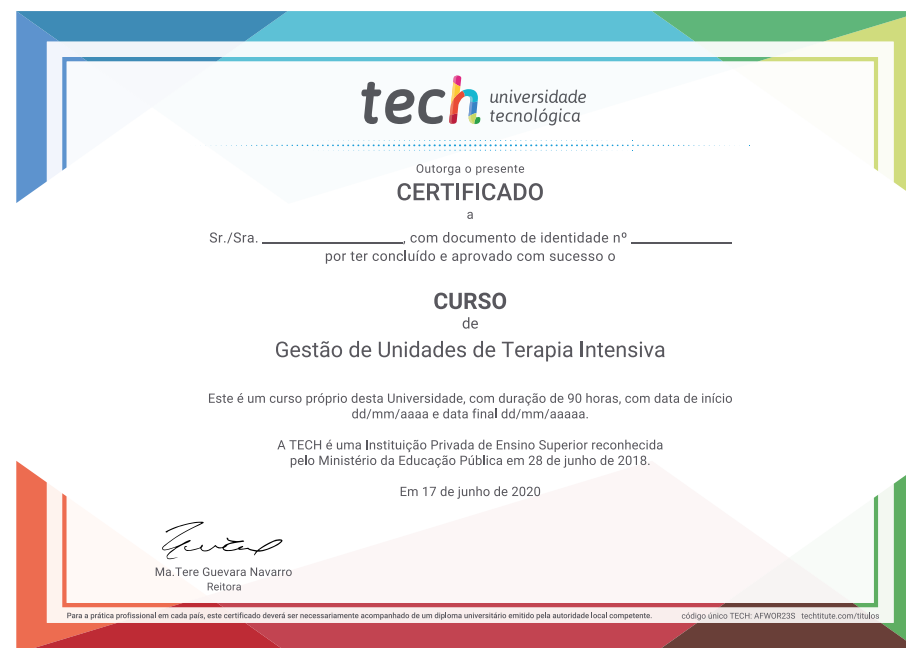 tech universidade
tecnológica
Outorga o presente
CERTIFICADO
a
Sr./Sra. ____________, com documento de identidade nº ____________
por ter concluído e aprovado com sucesso o
CURSO
de
Gestão de Unidades de Terapia Intensiva
Este é um curso próprio desta Universidade, com duração de 90 horas, com data de início
dd/mm/aaaa e data final dd/mm/aaaaa.
A TECH é uma Instituição Privada de Ensino Superior reconhecida
pelo Ministério da Educação Pública em 28 de junho de 2018.
Em 17 de junho de 2020
Ma.Tere Guevara Navarro
Reitora
Para a prática profissional em cada país, este certificado deverá ser necessariamente acompanhado de um diploma universitário emitido pela autoridade local competente. código único TECH: AFWOR23S techtitute.com/titulos